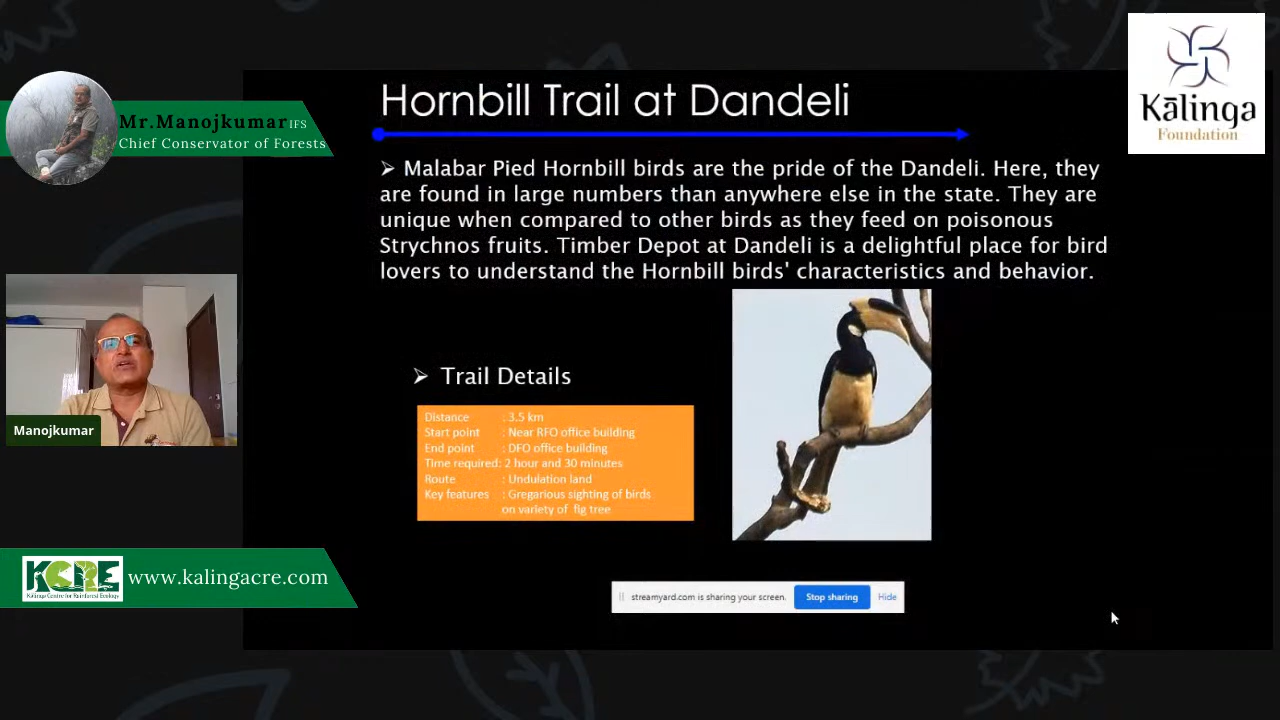 Hornbill Trail at Dandeli
Kālinga
Foundation
Mr.Manojkumar IFS
Chief Conservator of Forests
➢ Malabar Pied Hornbill birds are the pride of the Dandeli. Here, they
are found in large numbers than anywhere else in the state. They are
unique when compared to other birds as they feed on poisonous
Strychnos fruits. Timber Depot at Dandeli is a delightful place for bird
lovers to understand the Hornbill birds' characteristics and behavior.
➢ Trail Details
Distance : 3.5 km
Start point : Near RFO office building
End point : DFO office building
Time required: 2 hour and 30 minutes
Route : Undulation land
Key features : Gregarious sighting of birds
on variety of fig tree
Manojkumar
KCRE
Kalinga Centre for Rainforest Ecology
www.kalingacre.com
streamyard.com is sharing your screen.
Stop sharing
Hide